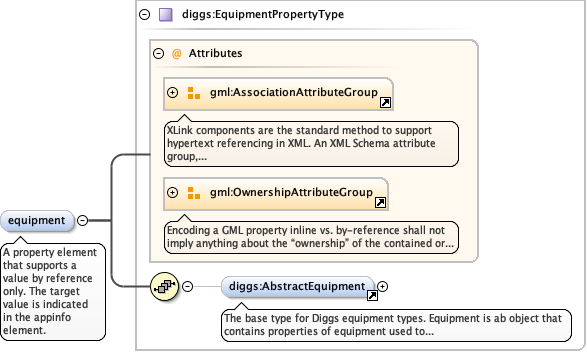 diggs:EquipmentPropertyType
@ Attributes
gml:AssociationAttributeGroup
XLink components are the standard method to support
hypertext referencing in XML. An XML Schema attribute
group,...
gml:OwnershipAttributeGroup
Encoding a GML property inline vs. by-reference shall not
imply anything about the “ownership” of the contained or...
equipment
A property element
that supports a
value by reference
only. The target
value is indicated
in the appinfo
element.
diggs:AbstractEquipment
The base type for Diggs equipment types. Equipment is ab object that
contains properties of equipment used to...